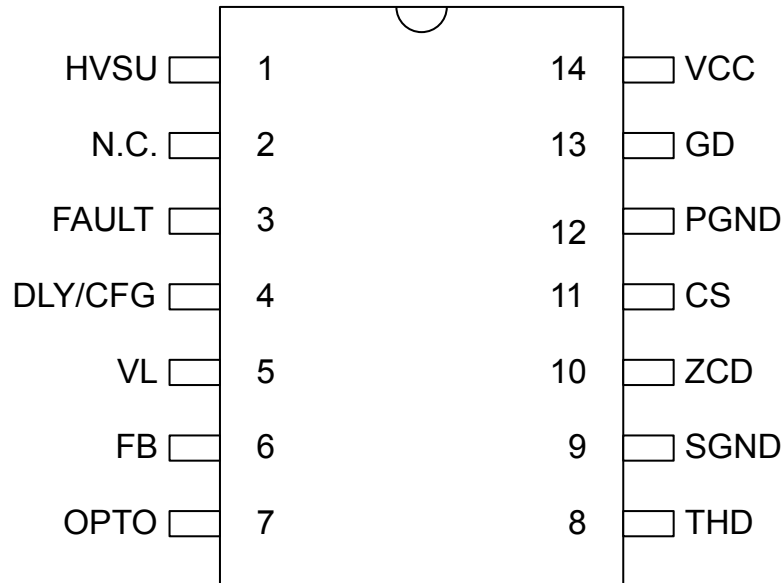 HVSU 1 14 VCC
N.C. 2 13 GD
FAULT 3 12 PGND
DLY/CFG 4 11 CS
VL 5 10 ZCD
FB 6 9 SGND
OPTO 7 8 THD